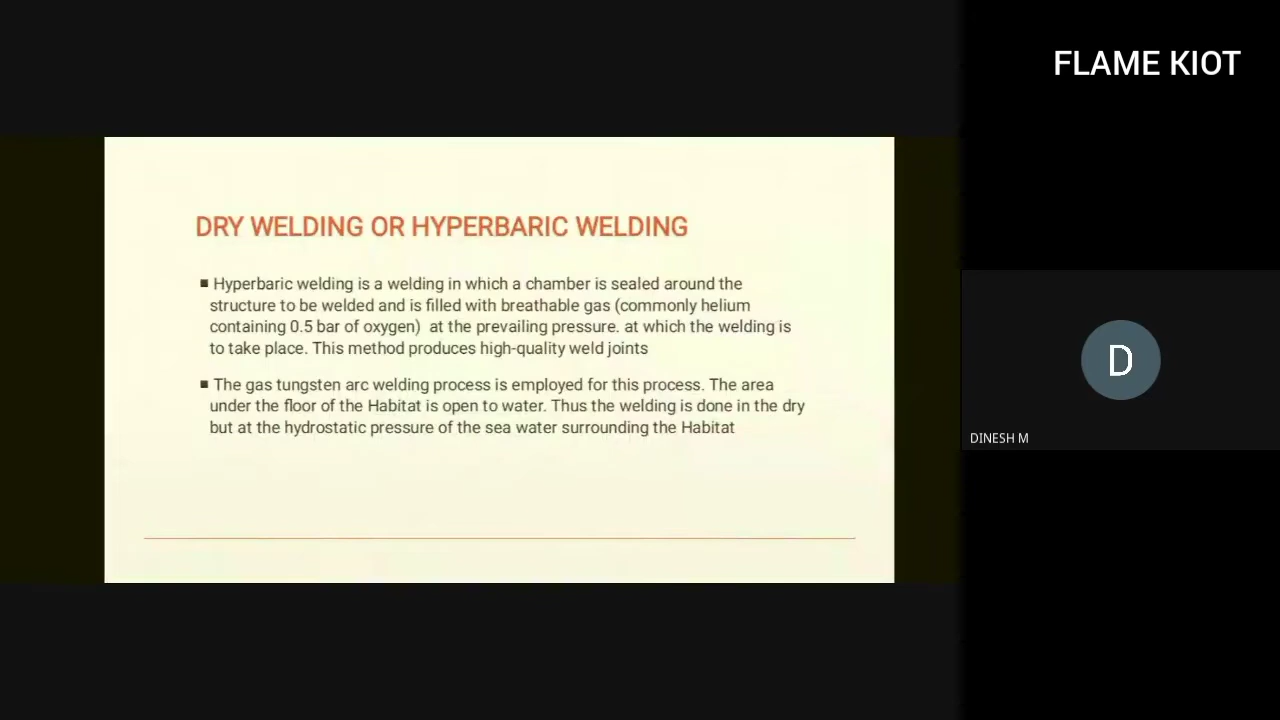 FLAME KIOT
DRY WELDING OR HYPERBARIC WELDING
▪ Hyperbaric welding is a welding in which a chamber is sealed around the
structure to be welded and is filled with breathable gas (commonly helium
containing 0.5 bar of oxygen)  at the prevailing pressure. at which the welding is
to take place. This method produces high-quality weld joints
▪ The gas tungsten arc welding process is employed for this process. The area
under the floor of the Habitat is open to water. Thus the welding is done in the dry
but at the hydrostatic pressure of the sea water surrounding the Habitat
D
DINESH M